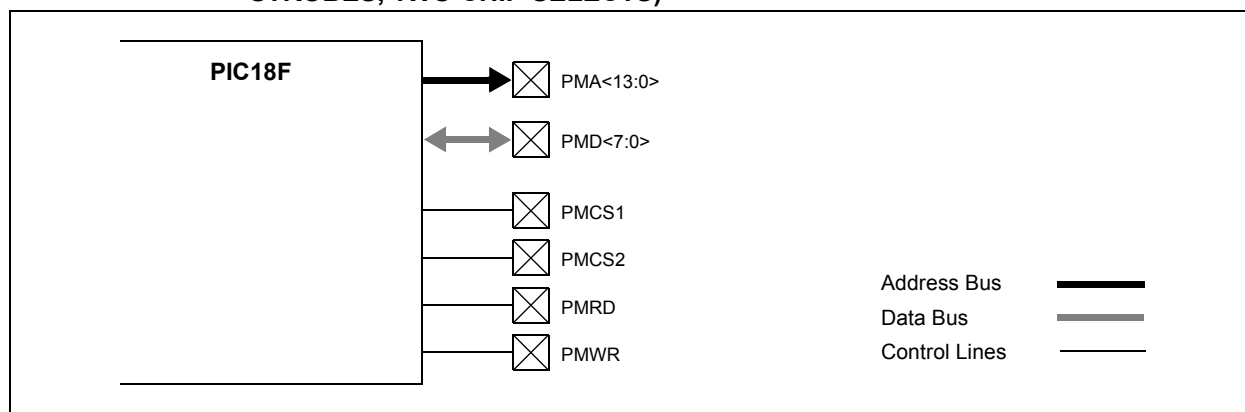 PIC18F
PMA<13:0>
PMD<7:0>
PMCS1
PMCS2
PMRD
PMWR
Address Bus
Data Bus
Control Lines